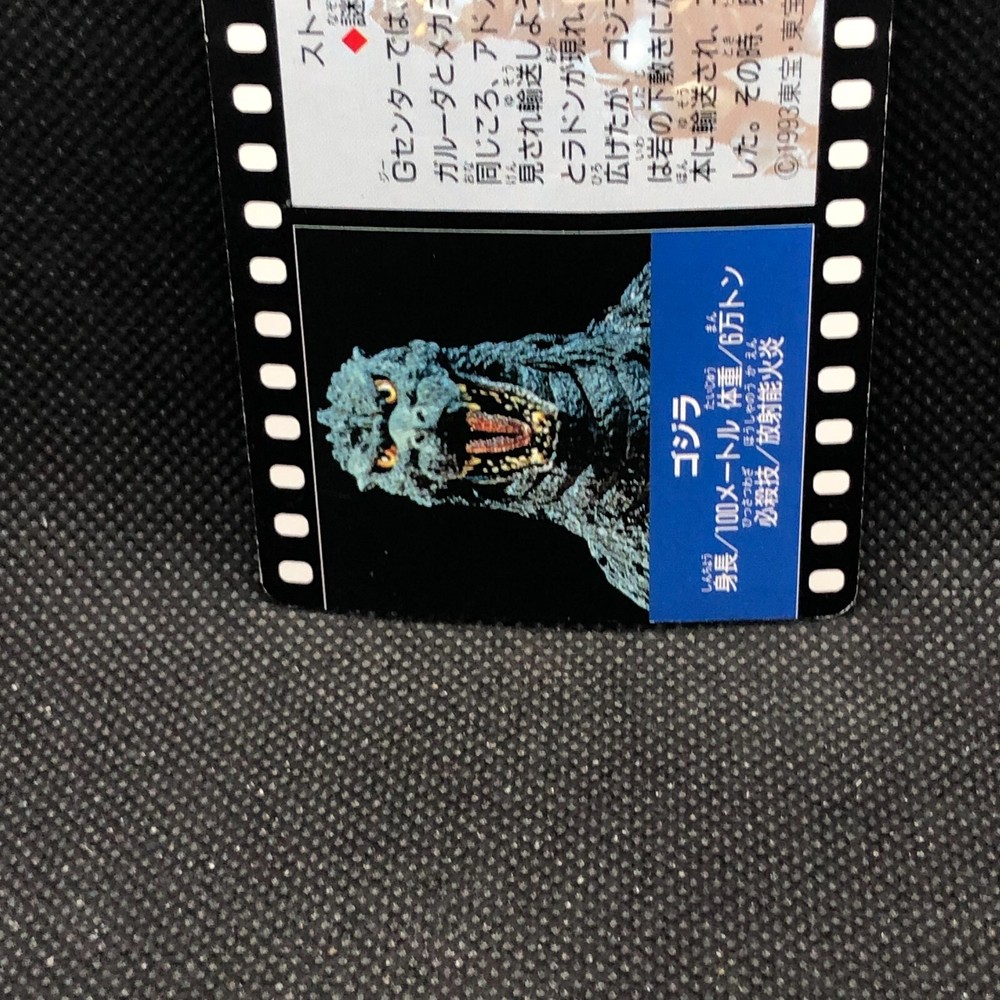 スト
◆謎
Gセンターでは、
ガルーダとメカ
同じころ、アド
見され輸送しよ
とラドンが現れ、
広げたが、ゴジラ
は岩の下敷きに
本に輸送され、
した。その時、
©1993東宝・東宝
ゴジラ
身長/100メートル 体重/6万トン
必殺技/放射能火炎